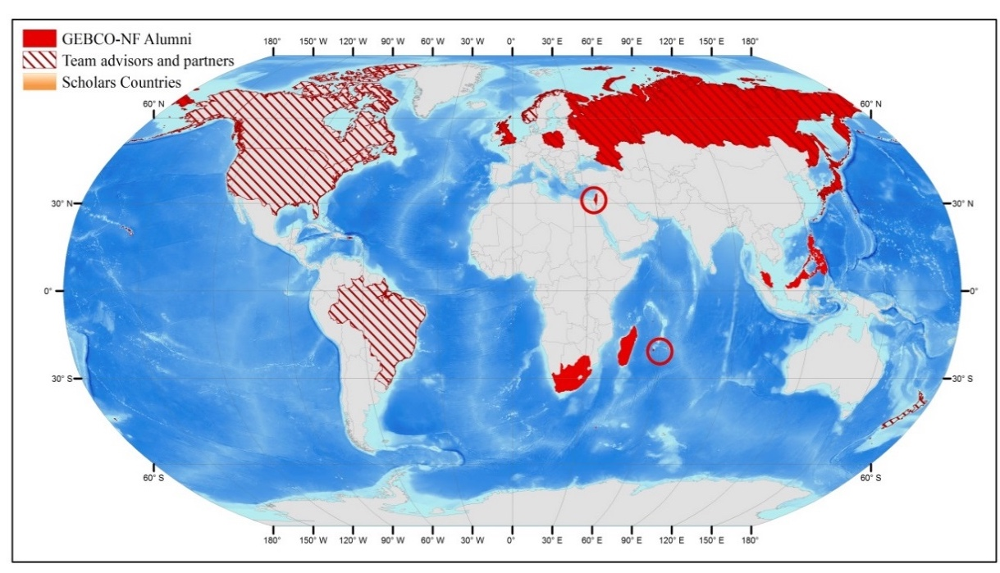 GEBCO-NF Alumni
Team advisors and partners
Scholars Countries
180° 150° W 120° W 90° W 60° W 30° W 0° 30° E 60° E 90° E 120° E 150° E 180°
60° N 60° N
30° N 30° N
0° 0°
30° S 30° S
60° S 60° S
180° 150° W 120° W 90° W 60° W 30° W 0° 30° E 60° E 90° E 120° E 150° E 180°